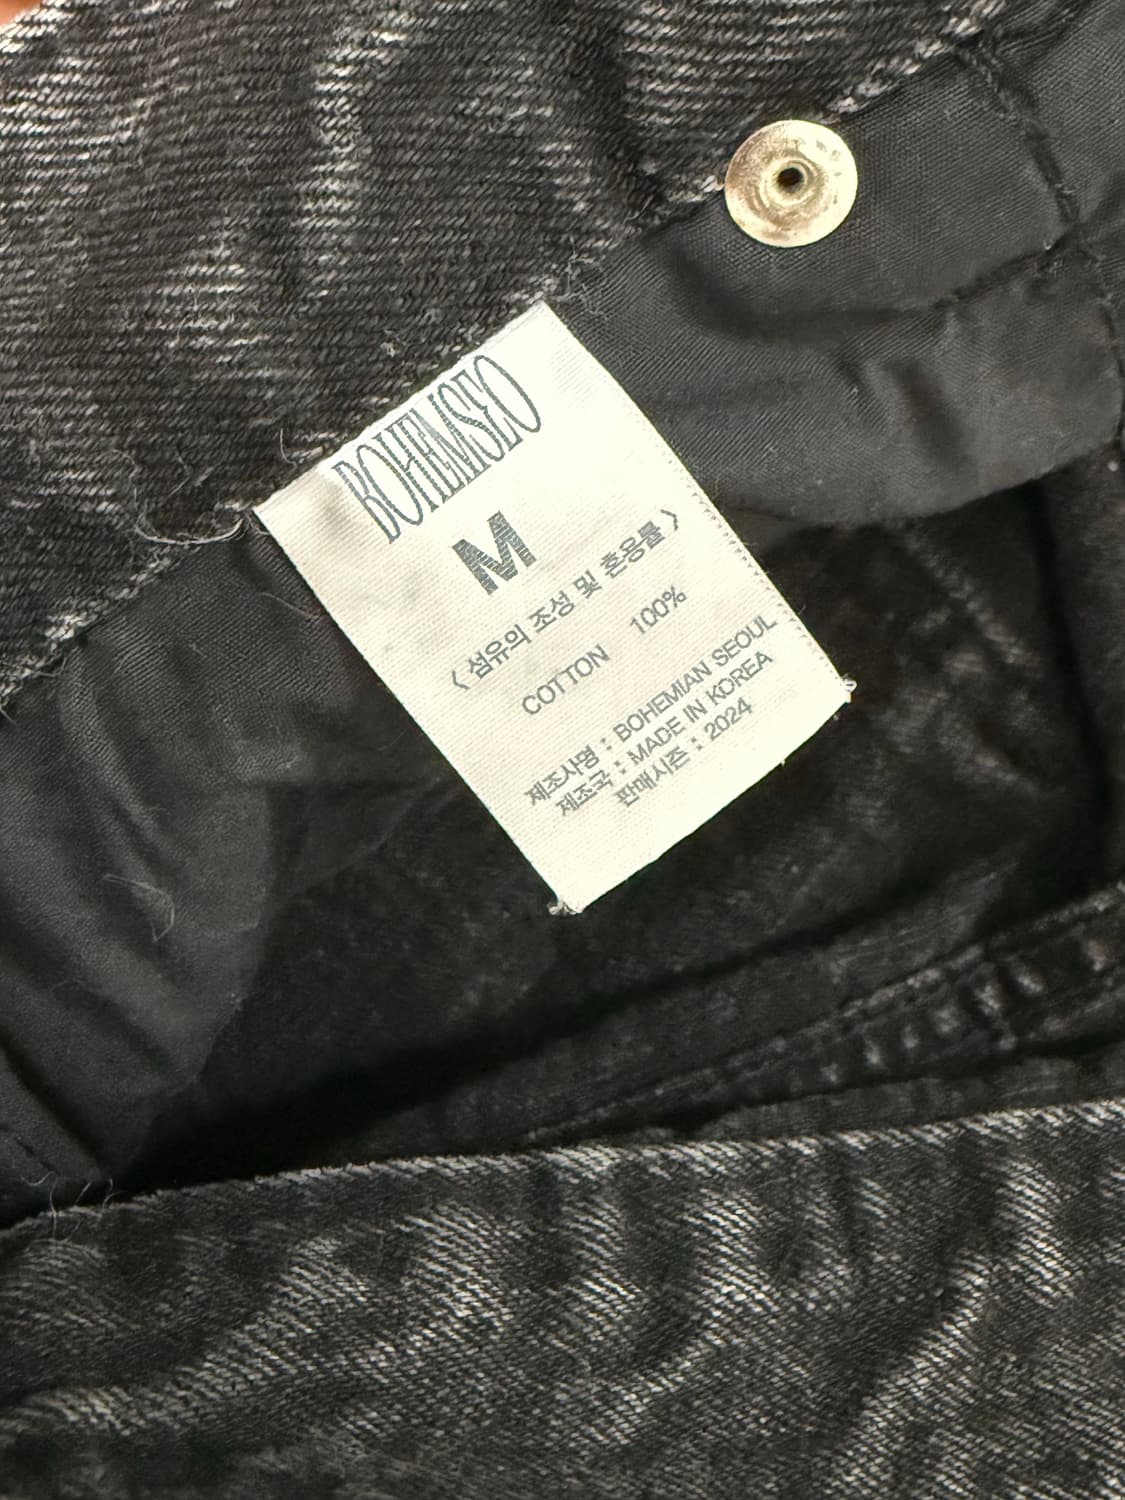 BOHEMSEO
M
< 섬유의 조성 및 혼용률 >
COTTON 100%
제조사명 : BOHEMIAN SEOUL
제조국 : MADE IN KOREA
판매시즌 : 2024